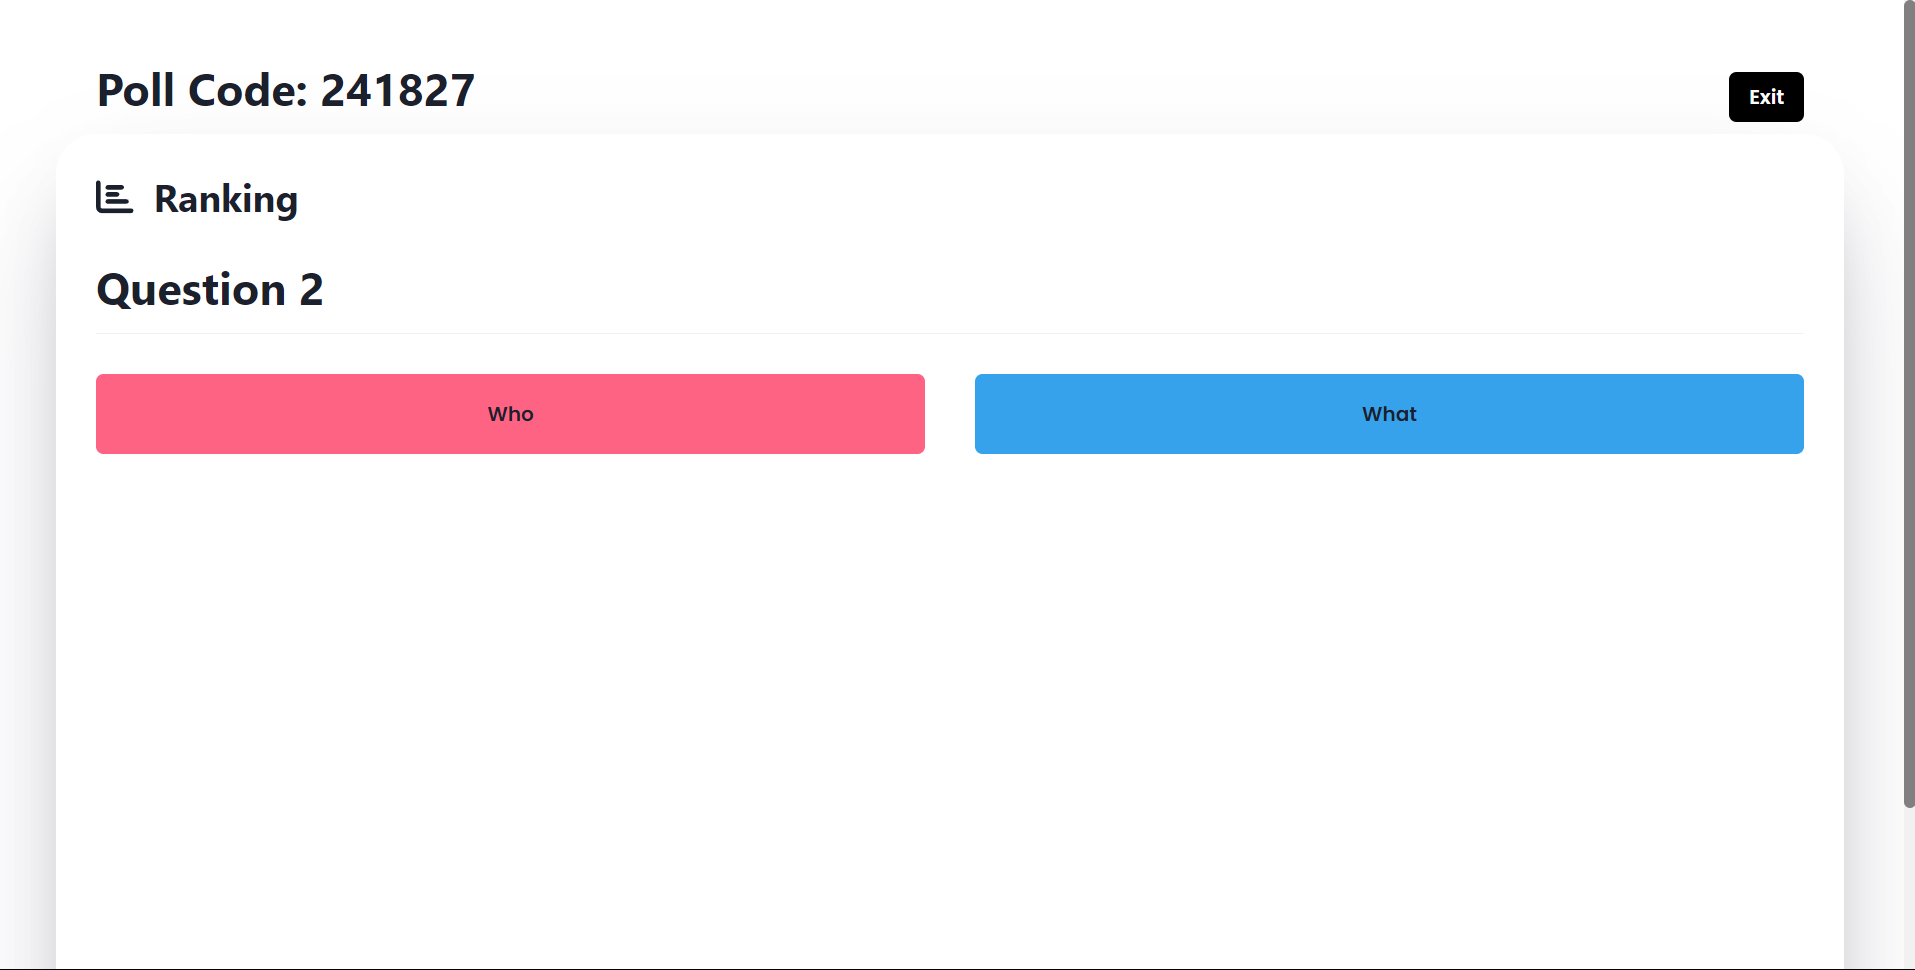 Poll Code: 241827
Exit
Ranking
Question 2
Who
What